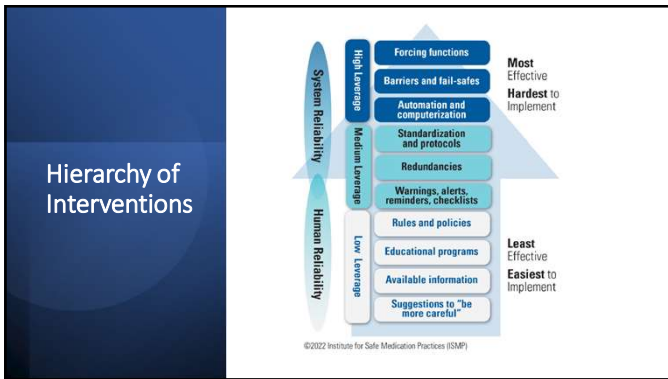 Hierarchy of
Interventions
System Reliability
Human Reliability
High Leverage
Medium Leverage
Low Leverage
Forcing functions
Barriers and fail-safes
Automation and
computerization
Standardization
and protocols
Redundancies
Warnings, alerts,
reminders, checklists
Rules and policies
Educational programs
Available information
Suggestions to "be
more careful"
Most
Effective
Hardest to
Implement
Least
Effective
Easiest to
Implement
©2022 Institute for Safe Medication Practices (ISMP)